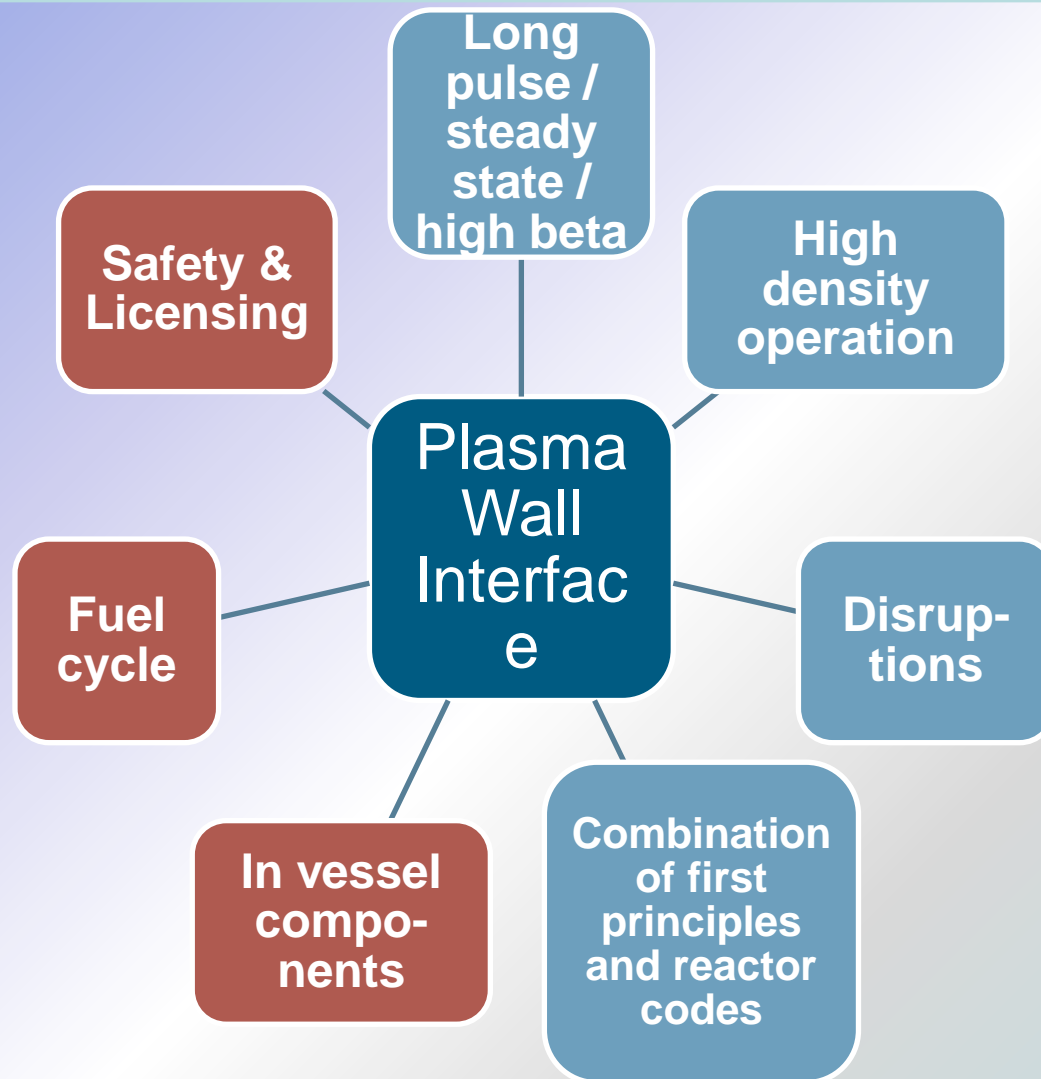 Long
pulse /
steady
state /
high beta
Safety &
Licensing
High
density
operation
Plasma
Wall
Interfac
e
Fuel
cycle
Disrup-
tions
In vessel
compo-
nents
Combination
of first
principles
and reactor
codes